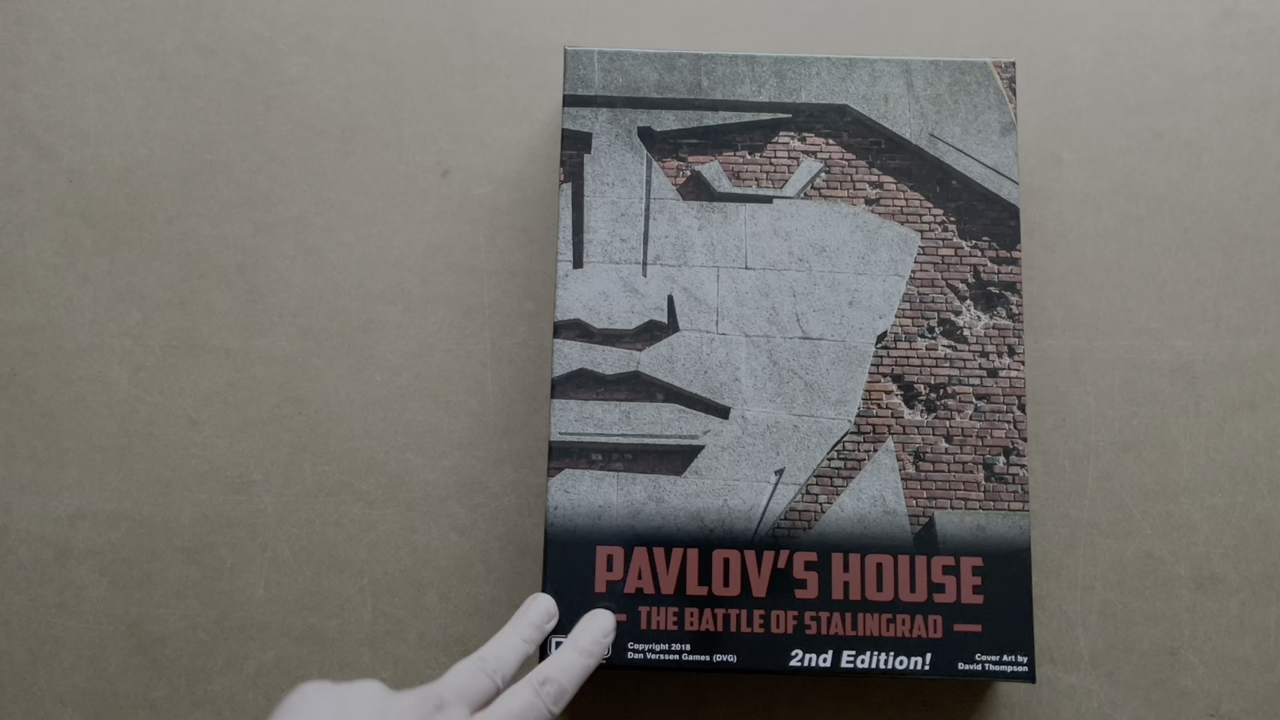 PAVLOV'S HOUSE
— THE BATTLE OF STALINGRAD —
Copyright 2018
Dan Verssen Games (DVG)
2nd Edition!
Cover Art by
David Thompson